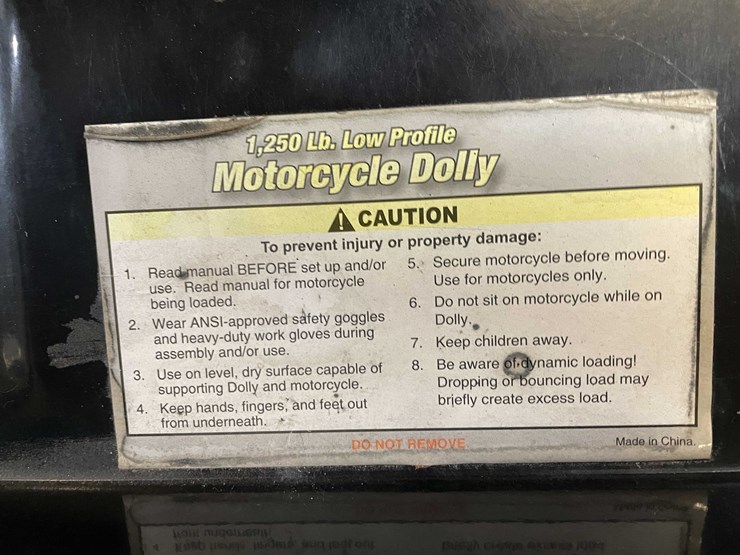 1,250 Lb. Low Profile
Motorcycle Dolly
CAUTION
To prevent injury or property damage:
1. Read manual BEFORE set up and/or
use. Read manual for motorcycle
being loaded.
2. Wear ANSI-approved safety goggles
and heavy-duty work gloves during
assembly and/or use.
3. Use on level, dry surface capable of
supporting Dolly and motorcycle.
4. Keep hands, fingers, and feet out
from underneath.
5. Secure motorcycle before moving.
Use for motorcycles only.
6. Do not sit on motorcycle while on
Dolly.
7. Keep children away.
8. Be aware of dynamic loading!
Dropping or bouncing load may
briefly create excess load.
DO NOT REMOVE
Made in China